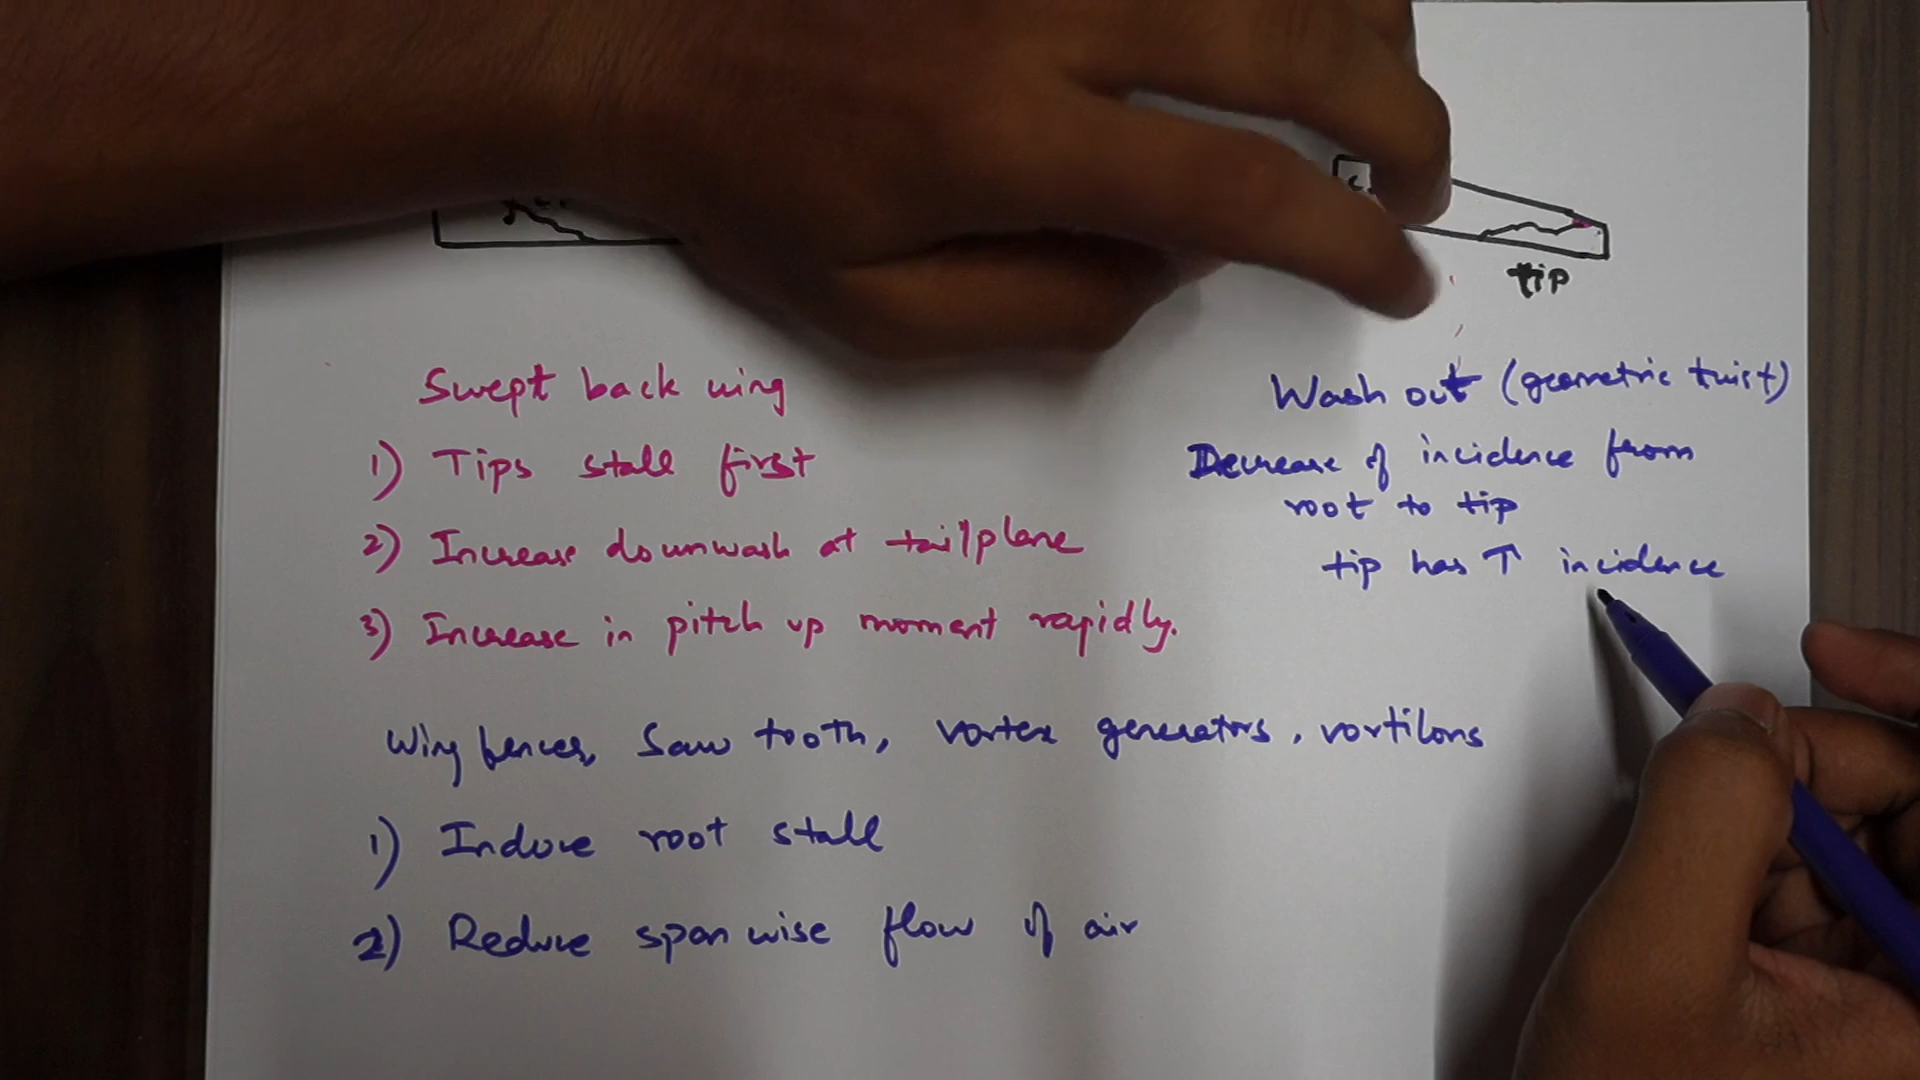 tip
Swept back wing
1) Tips stall first
2) Increase downwash at tailplane
3) Increase in pitch up moment rapidly.
Wash out (geometric twist)
Decrease of incidence from
root to tip
tip has ↑ incidence
Wing fences, Saw tooth, vortex generators, vortilons
1) Induce root stall
2) Reduce span wise flow of air